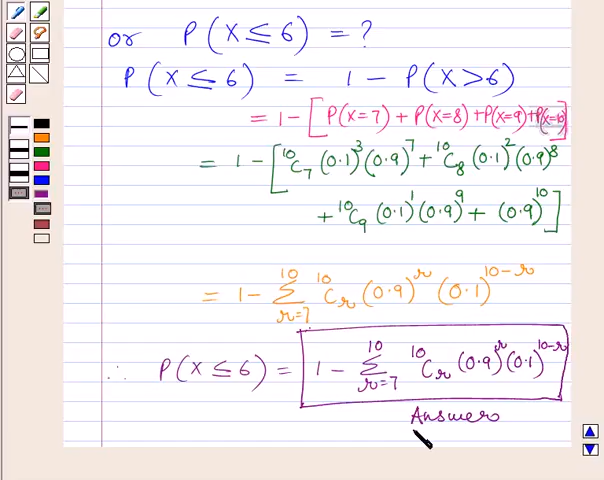 or P(X ≤ 6) = ?
P(X ≤ 6) = 1 - P(X > 6)
= 1 - [P(X=7) + P(X=8) + P(X=9) + P(X=10)]
= 1 - [¹⁰C₇ (0.1)³ (0.9)⁷ + ¹⁰C₈ (0.1)² (0.9)⁸
+ ¹⁰C₉ (0.1)¹ (0.9)⁹ + (0.9)¹⁰]
= 1 - Σ_{r=7}^{10} ¹⁰Cᵣ (0.9)^r (0.1)^{10-r}
∴ P(X ≤ 6) = 1 - Σ_{r=7}^{10} ¹⁰Cᵣ (0.9)^r (0.1)^{10-r}
Answer